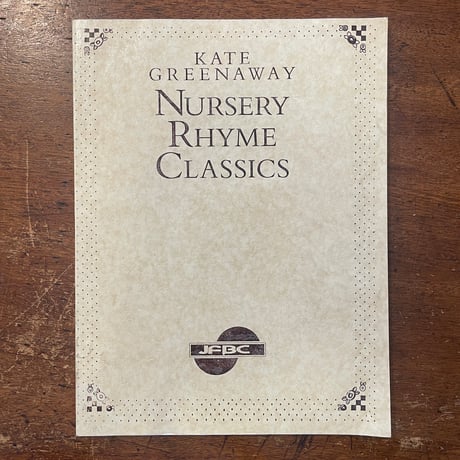 KATE
GREENAWAY
NURSERY
RHYME
CLASSICS
JFBC